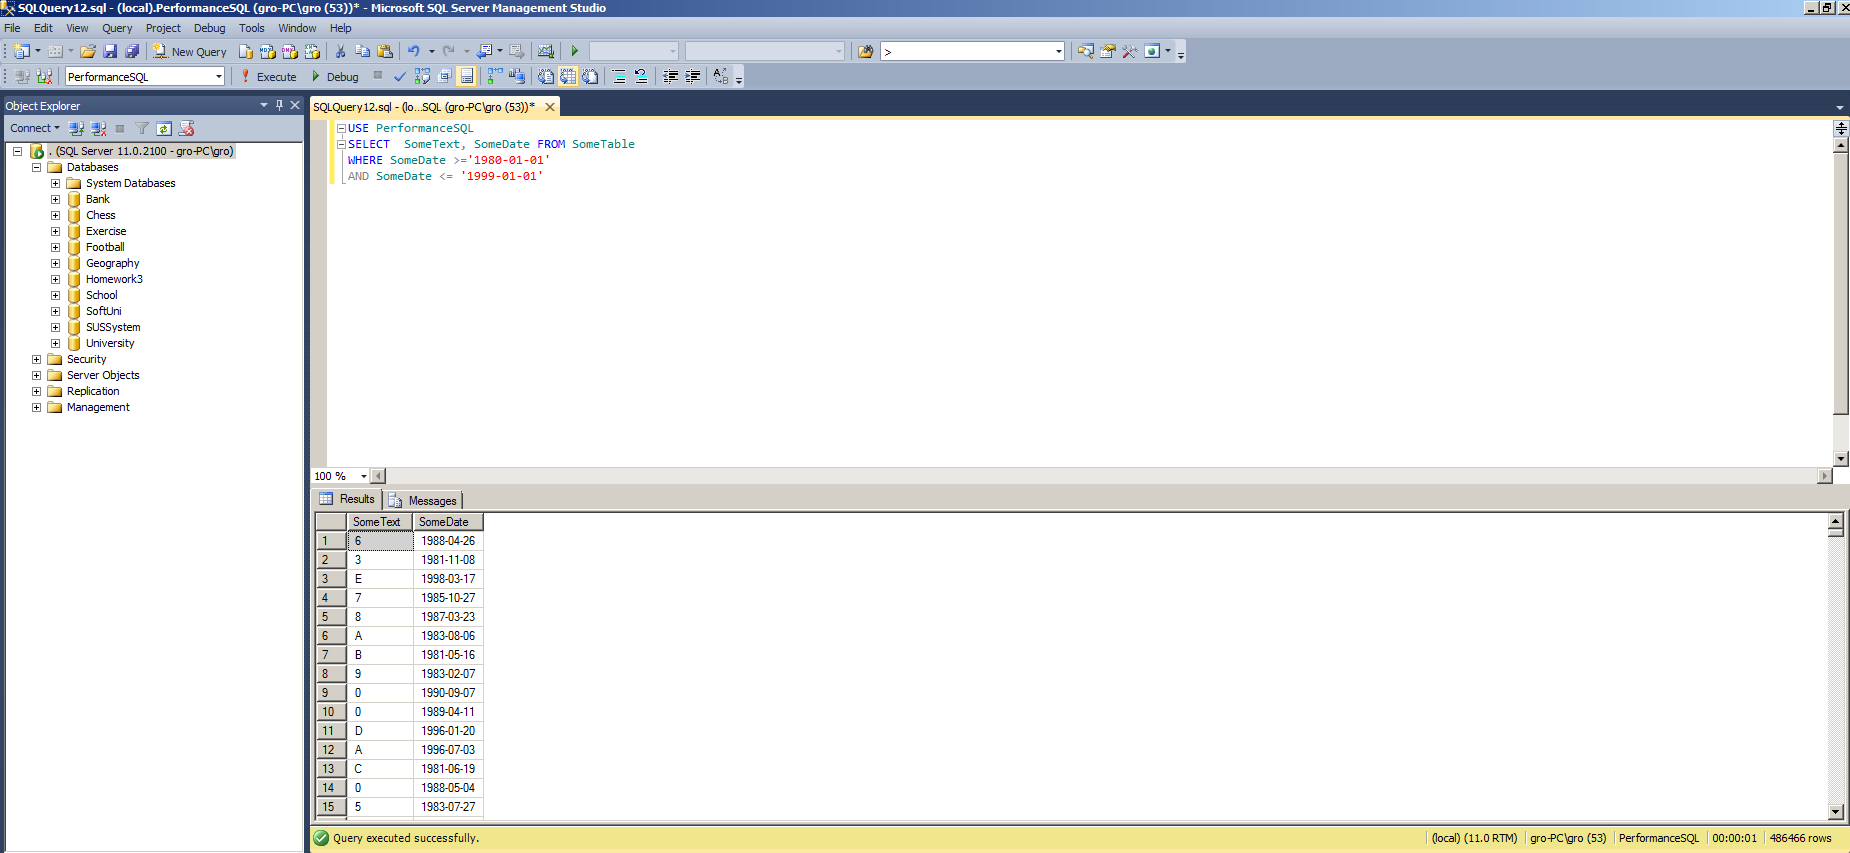 SQLQuery12.sql - (local).PerformanceSQL (gro-PC\gro (53))* - Microsoft SQL Server Management Studio
File Edit View Query Project Debug Tools Window Help
New Query >
PerformanceSQL Execute Debug
Object Explorer
Connect
. (SQL Server 11.0.2100 - gro-PC\gro)
Databases
System Databases
Bank
Chess
Exercise
Football
Geography
Homework3
School
SoftUni
SUSSystem
University
Security
Server Objects
Replication
Management
SQLQuery12.sql - (lo...SQL (gro-PC\gro (53))*
USE PerformanceSQL
SELECT  SomeText, SomeDate FROM SomeTable
WHERE SomeDate >='1980-01-01'
AND SomeDate <= '1999-01-01'
100 %
Results Messages
SomeText SomeDate
1 6 1988-04-26
2 3 1981-11-08
3 E 1998-03-17
4 7 1985-10-27
5 8 1987-03-23
6 A 1983-08-06
7 B 1981-05-16
8 9 1983-02-07
9 0 1990-09-07
10 0 1989-04-11
11 D 1996-01-20
12 A 1996-07-03
13 C 1981-06-19
14 0 1988-05-04
15 5 1983-07-27
Query executed successfully. (local) (11.0 RTM) gro-PC\gro (53) PerformanceSQL 00:00:01 486466 rows